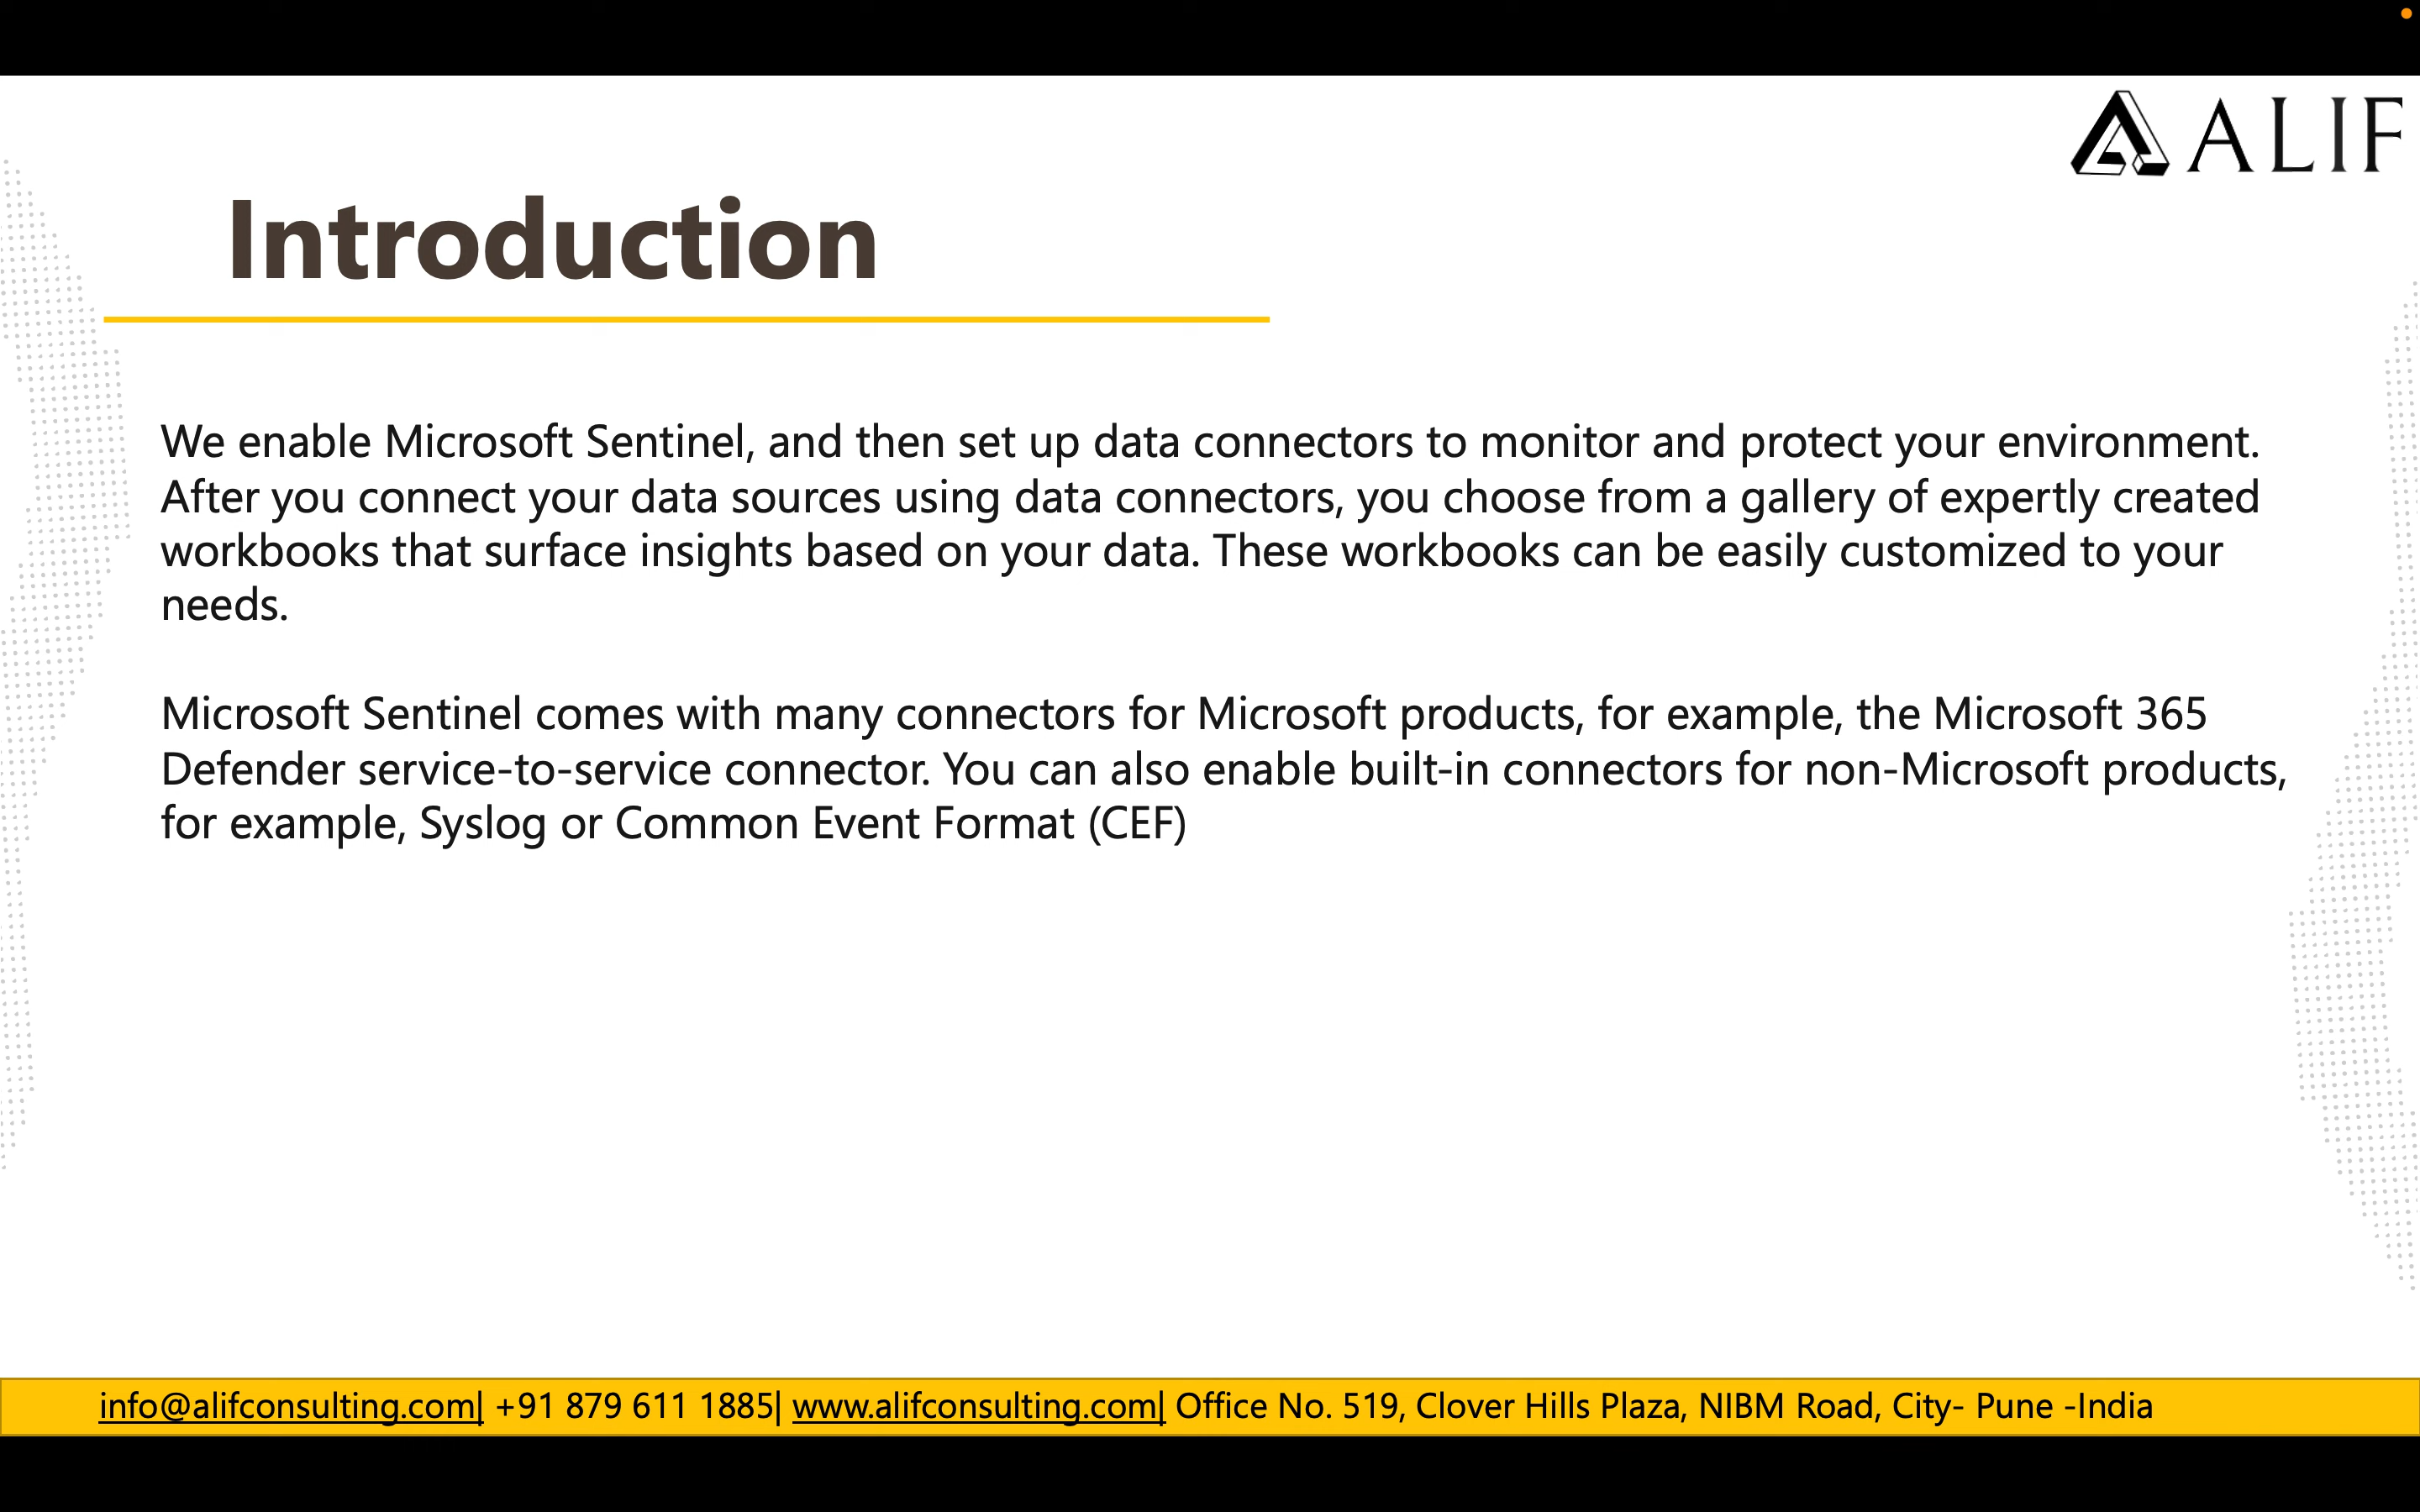 ALIF
Introduction
We enable Microsoft Sentinel, and then set up data connectors to monitor and protect your environment.
After you connect your data sources using data connectors, you choose from a gallery of expertly created
workbooks that surface insights based on your data. These workbooks can be easily customized to your
needs.
Microsoft Sentinel comes with many connectors for Microsoft products, for example, the Microsoft 365
Defender service-to-service connector. You can also enable built-in connectors for non-Microsoft products,
for example, Syslog or Common Event Format (CEF)
info@alifconsulting.com| +91 879 611 1885| www.alifconsulting.com| Office No. 519, Clover Hills Plaza, NIBM Road, City- Pune -India